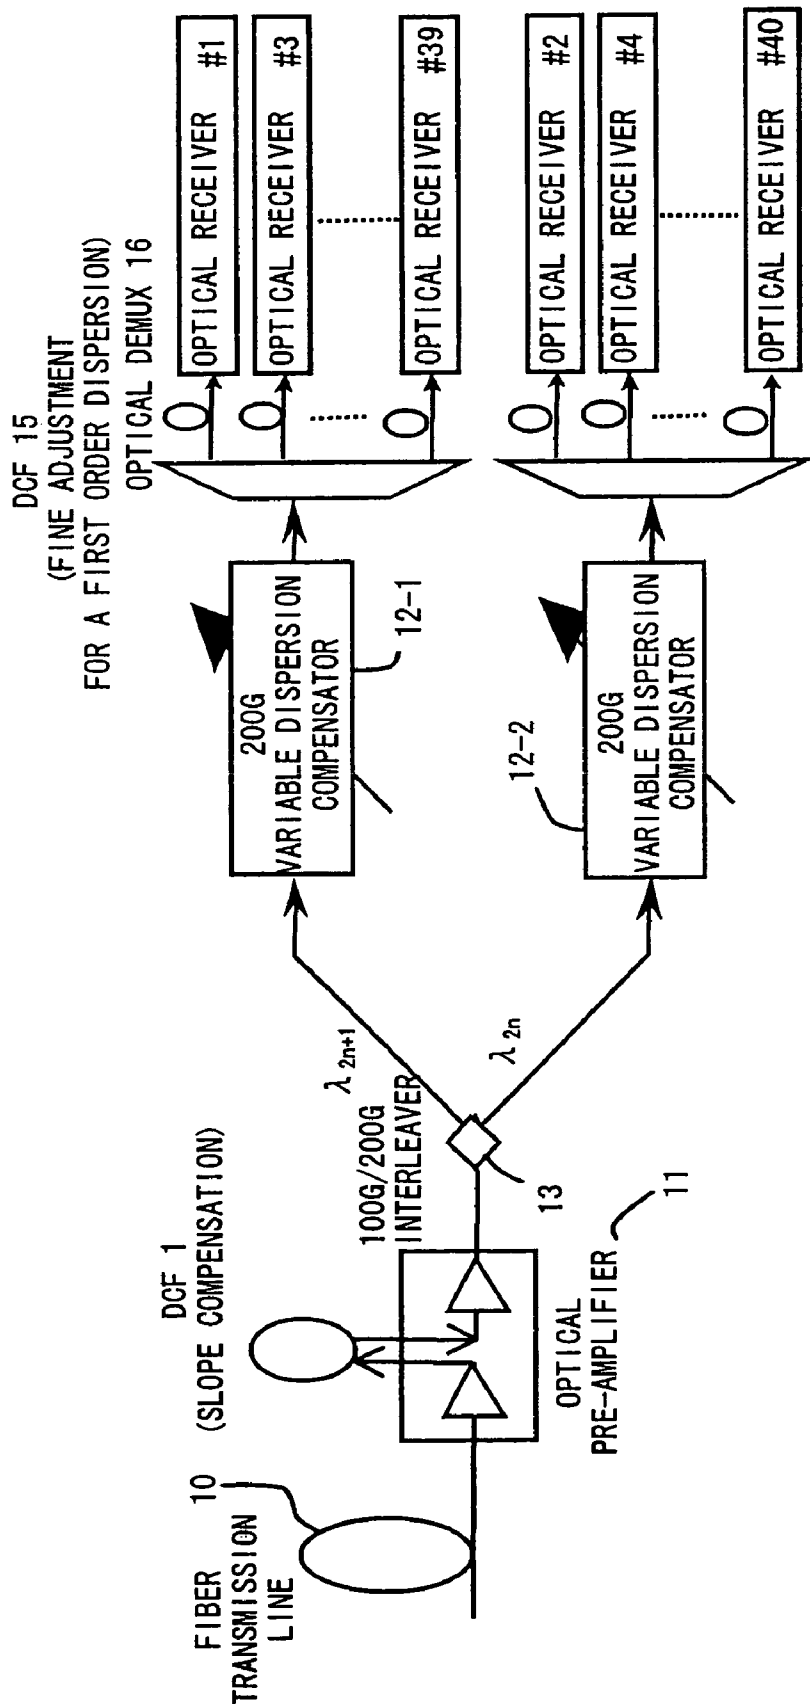 FIBER
TRANSMISSION
LINE
10
DCF 1
(SLOPE COMPENSATION)
OPTICAL
PRE-AMPLIFIER
11
100G/200G
INTERLEAVER
13
λ2n+1
λ2n
200G
VARIABLE DISPERSION
COMPENSATOR
12-1
200G
VARIABLE DISPERSION
COMPENSATOR
12-2
DCF 15
(FINE ADJUSTMENT
FOR A FIRST ORDER DISPERSION)
OPTICAL DEMUX 16
OPTICAL RECEIVER #1
OPTICAL RECEIVER #3
OPTICAL RECEIVER #39
OPTICAL RECEIVER #2
OPTICAL RECEIVER #4
OPTICAL RECEIVER #40